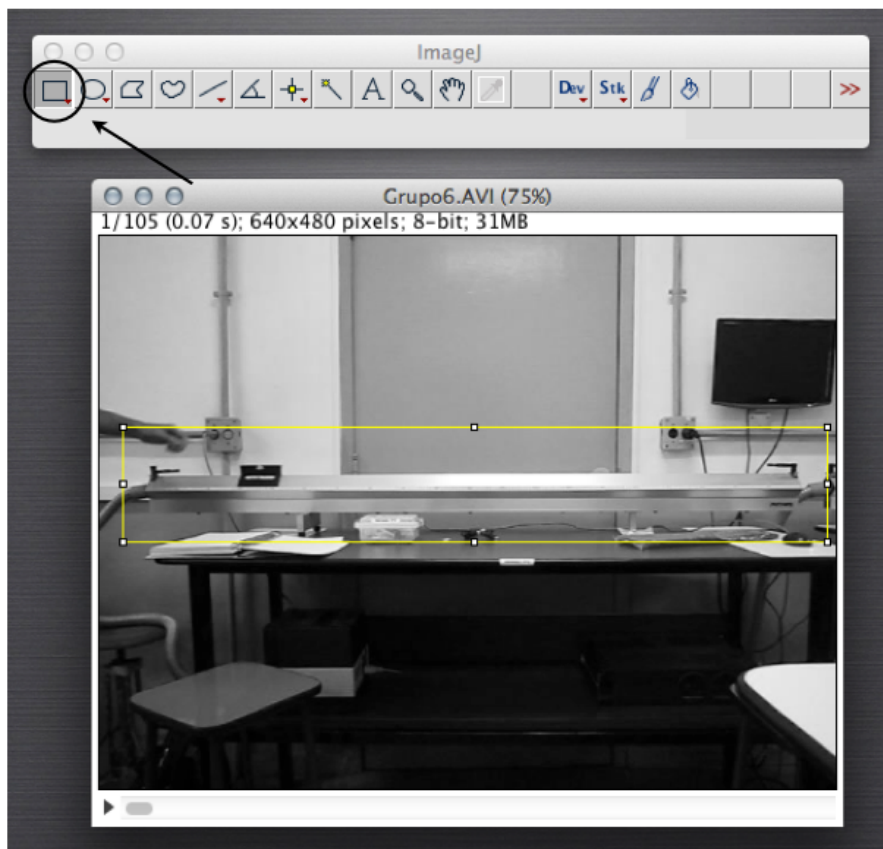 ImageJ
A Dev Stk >>
Grupo6.AVI (75%)
1/105 (0.07 s); 640x480 pixels; 8-bit; 31MB